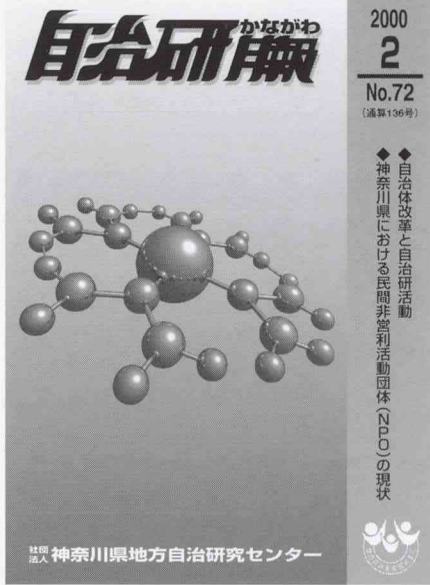 かながわ
自治研月報
2000
2
No.72
(通算136号)
◆自治体改革と自治研活動
◆神奈川県における民間非営利活動団体(NPO)の現状
社団法人 神奈川県地方自治研究センター